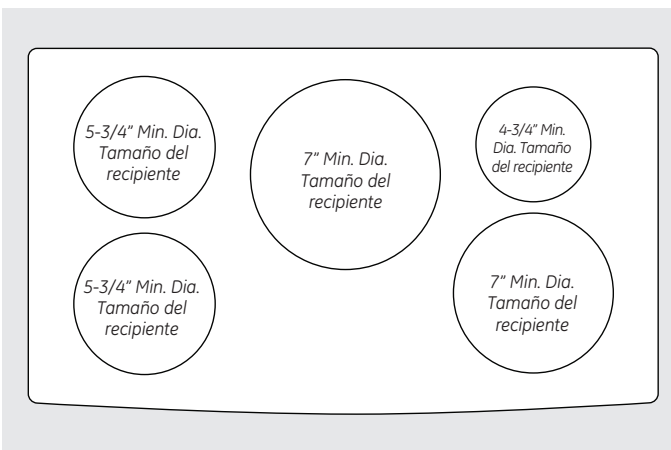 5-3/4" Min. Dia.
Tamaño del
recipiente
7" Min. Dia.
Tamaño del
recipiente
4-3/4" Min.
Dia. Tamaño
del recipiente
5-3/4" Min. Dia.
Tamaño del
recipiente
7" Min. Dia.
Tamaño del
recipiente